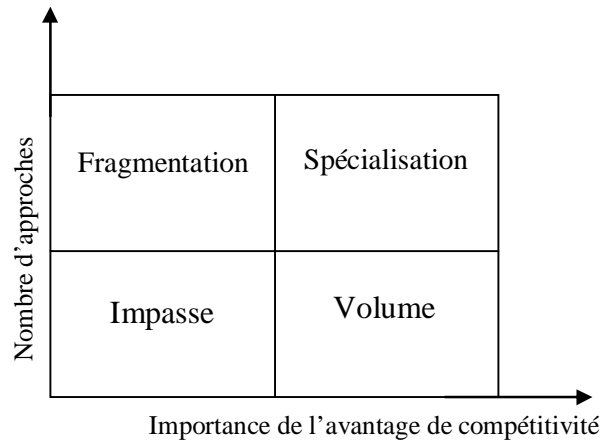 Nombre d’approches
Fragmentation
Spécialisation
Impasse
Volume
Importance de l’avantage de compétitivité